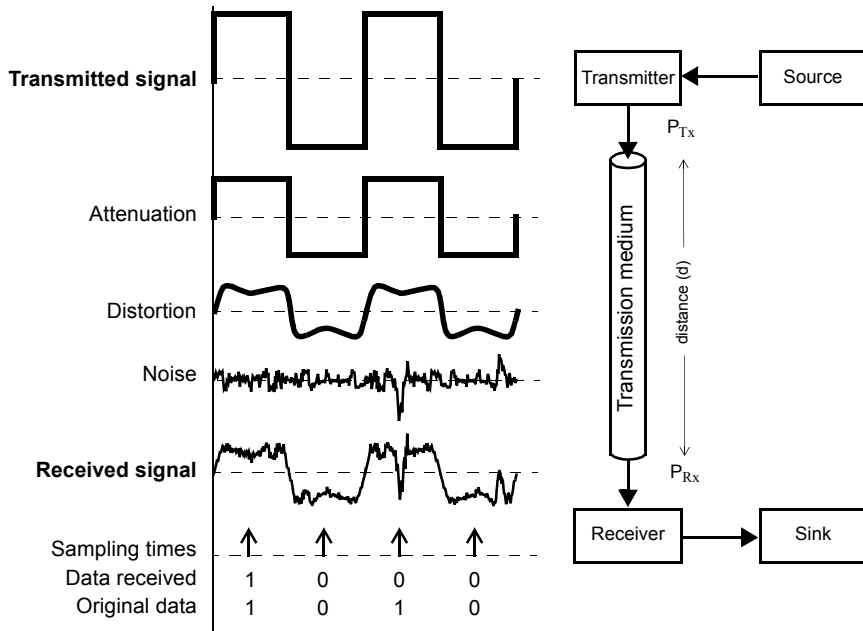 Transmitted signal
Attenuation
Distortion
Noise
Received signal
Sampling times
Data received 1 0 0 0
Original data 1 0 1 0
Transmitter
Source
P_Tx
Transmission medium
distance (d)
P_Rx
Receiver
Sink